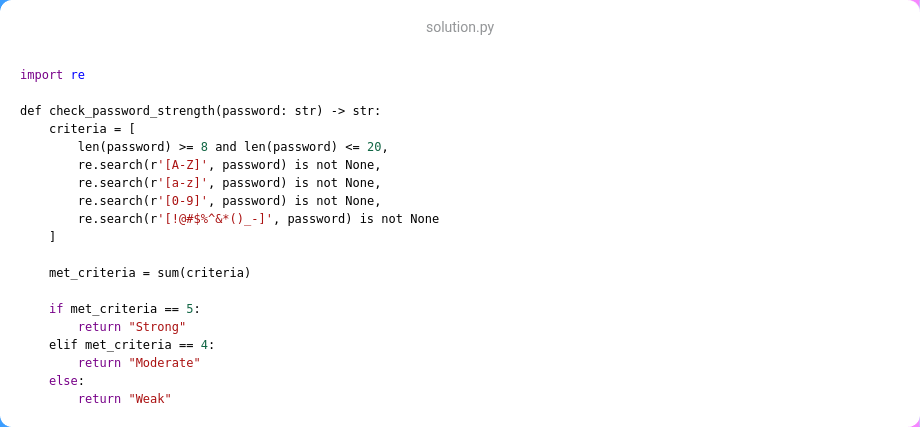 solution.py
import re
def check_password_strength(password: str) -> str:
    criteria = [
        len(password) >= 8 and len(password) <= 20,
        re.search(r'[A-Z]', password) is not None,
        re.search(r'[a-z]', password) is not None,
        re.search(r'[0-9]', password) is not None,
        re.search(r'[!@#$%^&*()_-]', password) is not None
    ]
    met_criteria = sum(criteria)
    if met_criteria == 5:
        return "Strong"
    elif met_criteria == 4:
        return "Moderate"
    else:
        return "Weak"